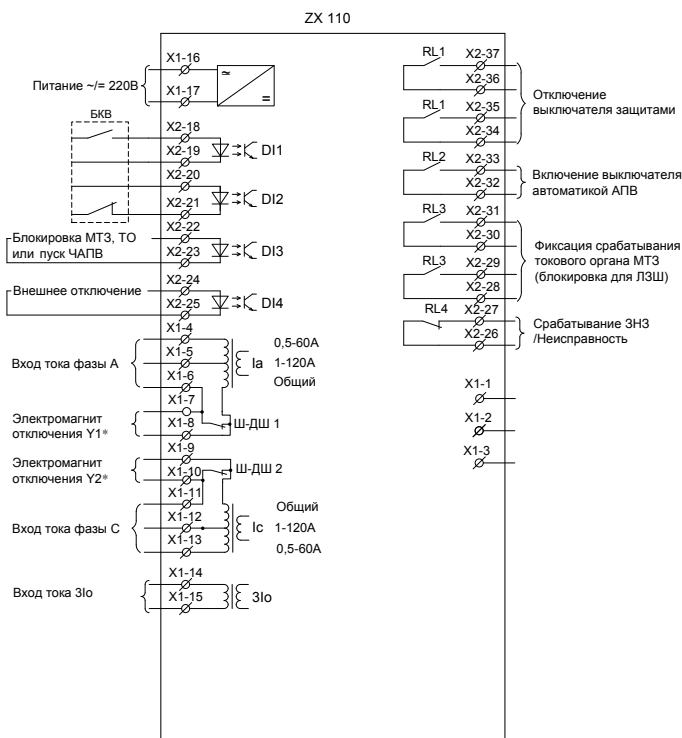 ZX 110
X1-16
Питание ~/= 220В
X1-17
≃
=
БКВ
X2-18
X2-19
DI1
X2-20
X2-21
DI2
X2-22
Блокировка МТЗ, ТО
или пуск ЧАПВ
X2-23
DI3
X2-24
Внешнее отключение
X2-25
DI4
X1-4
0,5-60А
Вход тока фазы А
X1-5
Ia
1-120А
X1-6
Общий
X1-7
Электромагнит
отключения Y1*
X1-8
Ш-ДШ 1
X1-9
Электромагнит
отключения Y2*
X1-10
Ш-ДШ 2
X1-11
Общий
Вход тока фазы С
X1-12
Ic
1-120А
X1-13
0,5-60А
X1-14
Вход тока 3Io
X1-15
3Io
RL1
X2-37
X2-36
RL1
X2-35
X2-34
Отключение
выключателя защитами
RL2
X2-33
X2-32
Включение выключателя
автоматикой АПВ
RL3
X2-31
X2-30
RL3
X2-29
X2-28
Фиксация срабатывания
токового органа МТЗ
(блокировка для ЛЗШ)
RL4
X2-27
X2-26
Срабатывание ЗНЗ
/Неисправность
X1-1
X1-2
X1-3